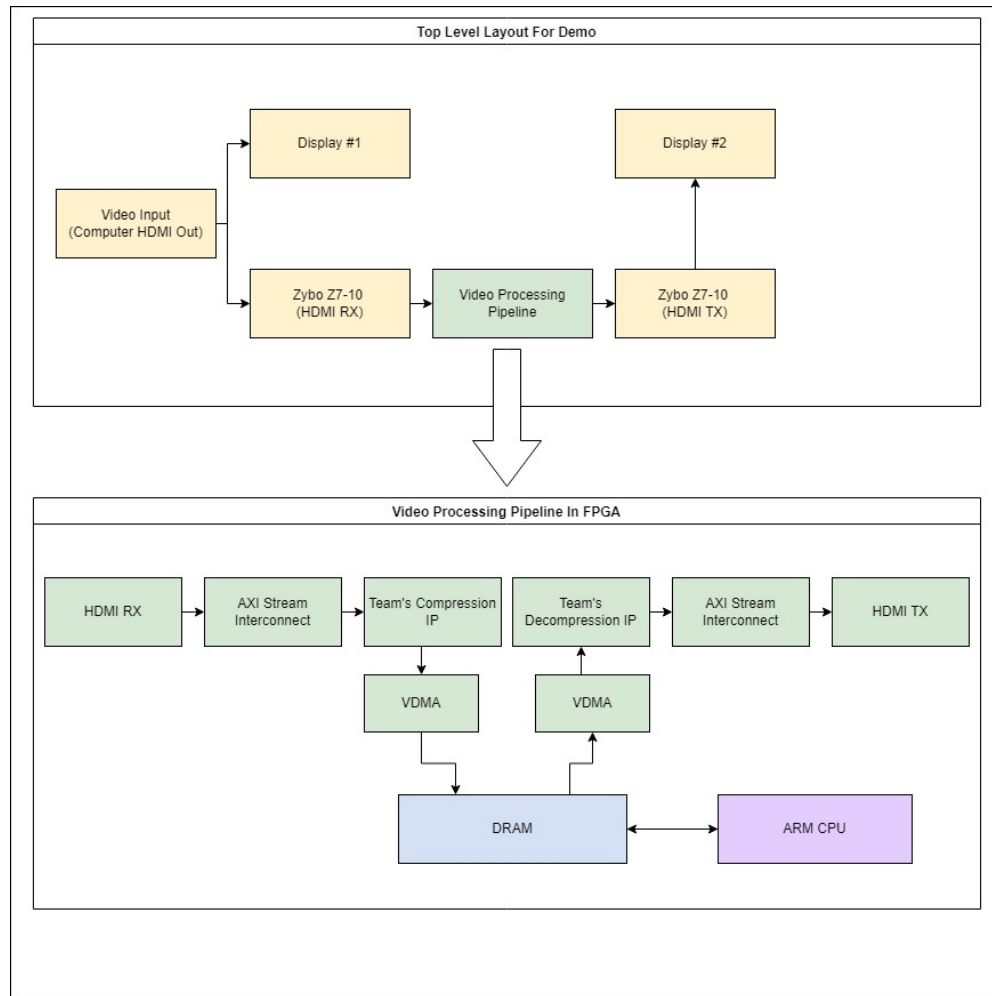 Top Level Layout For Demo
Display #1
Display #2
Video Input
(Computer HDMI Out)
Zybo Z7-10
(HDMI RX)
Video Processing
Pipeline
Zybo Z7-10
(HDMI TX)
Video Processing Pipeline In FPGA
HDMI RX
AXI Stream
Interconnect
Team's Compression
IP
Team's
Decompression IP
AXI Stream
Interconnect
HDMI TX
VDMA
VDMA
DRAM
ARM CPU